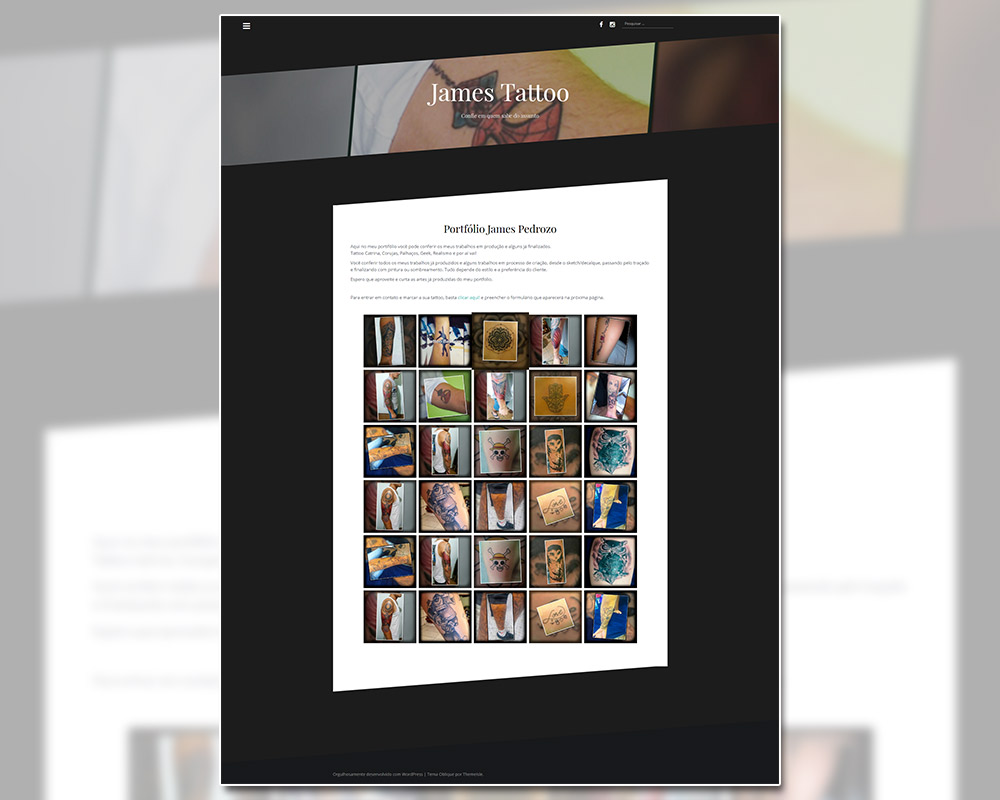 Pesquisar ...
James Tattoo
Confie em quem sabe do assunto
Portfólio James Pedrozo
Aqui no meu portfólio você pode conferir os meus trabalhos em produção e alguns já finalizados.
Tattoo Catrina, Corujas, Palhaços, Geek, Realismo e por aí vai!
Você conferir todos os meus trabalhos já produzidos e alguns trabalhos em processo de criação, desde o sketch/decalque, passando pelo traçado
e finalizando com pintura ou sombreamento. Tudo depende do estilo e a preferência do cliente.
Espero que aproveite e curta as artes já produzidas do meu portfolio.
Para entrar em contato e marcar a sua tattoo, basta clicar aqui! e preencher o formulário que aparecerá na próxima página.
Orgulhosamente desenvolvido com WordPress | Tema: Oblique por Themeisle.